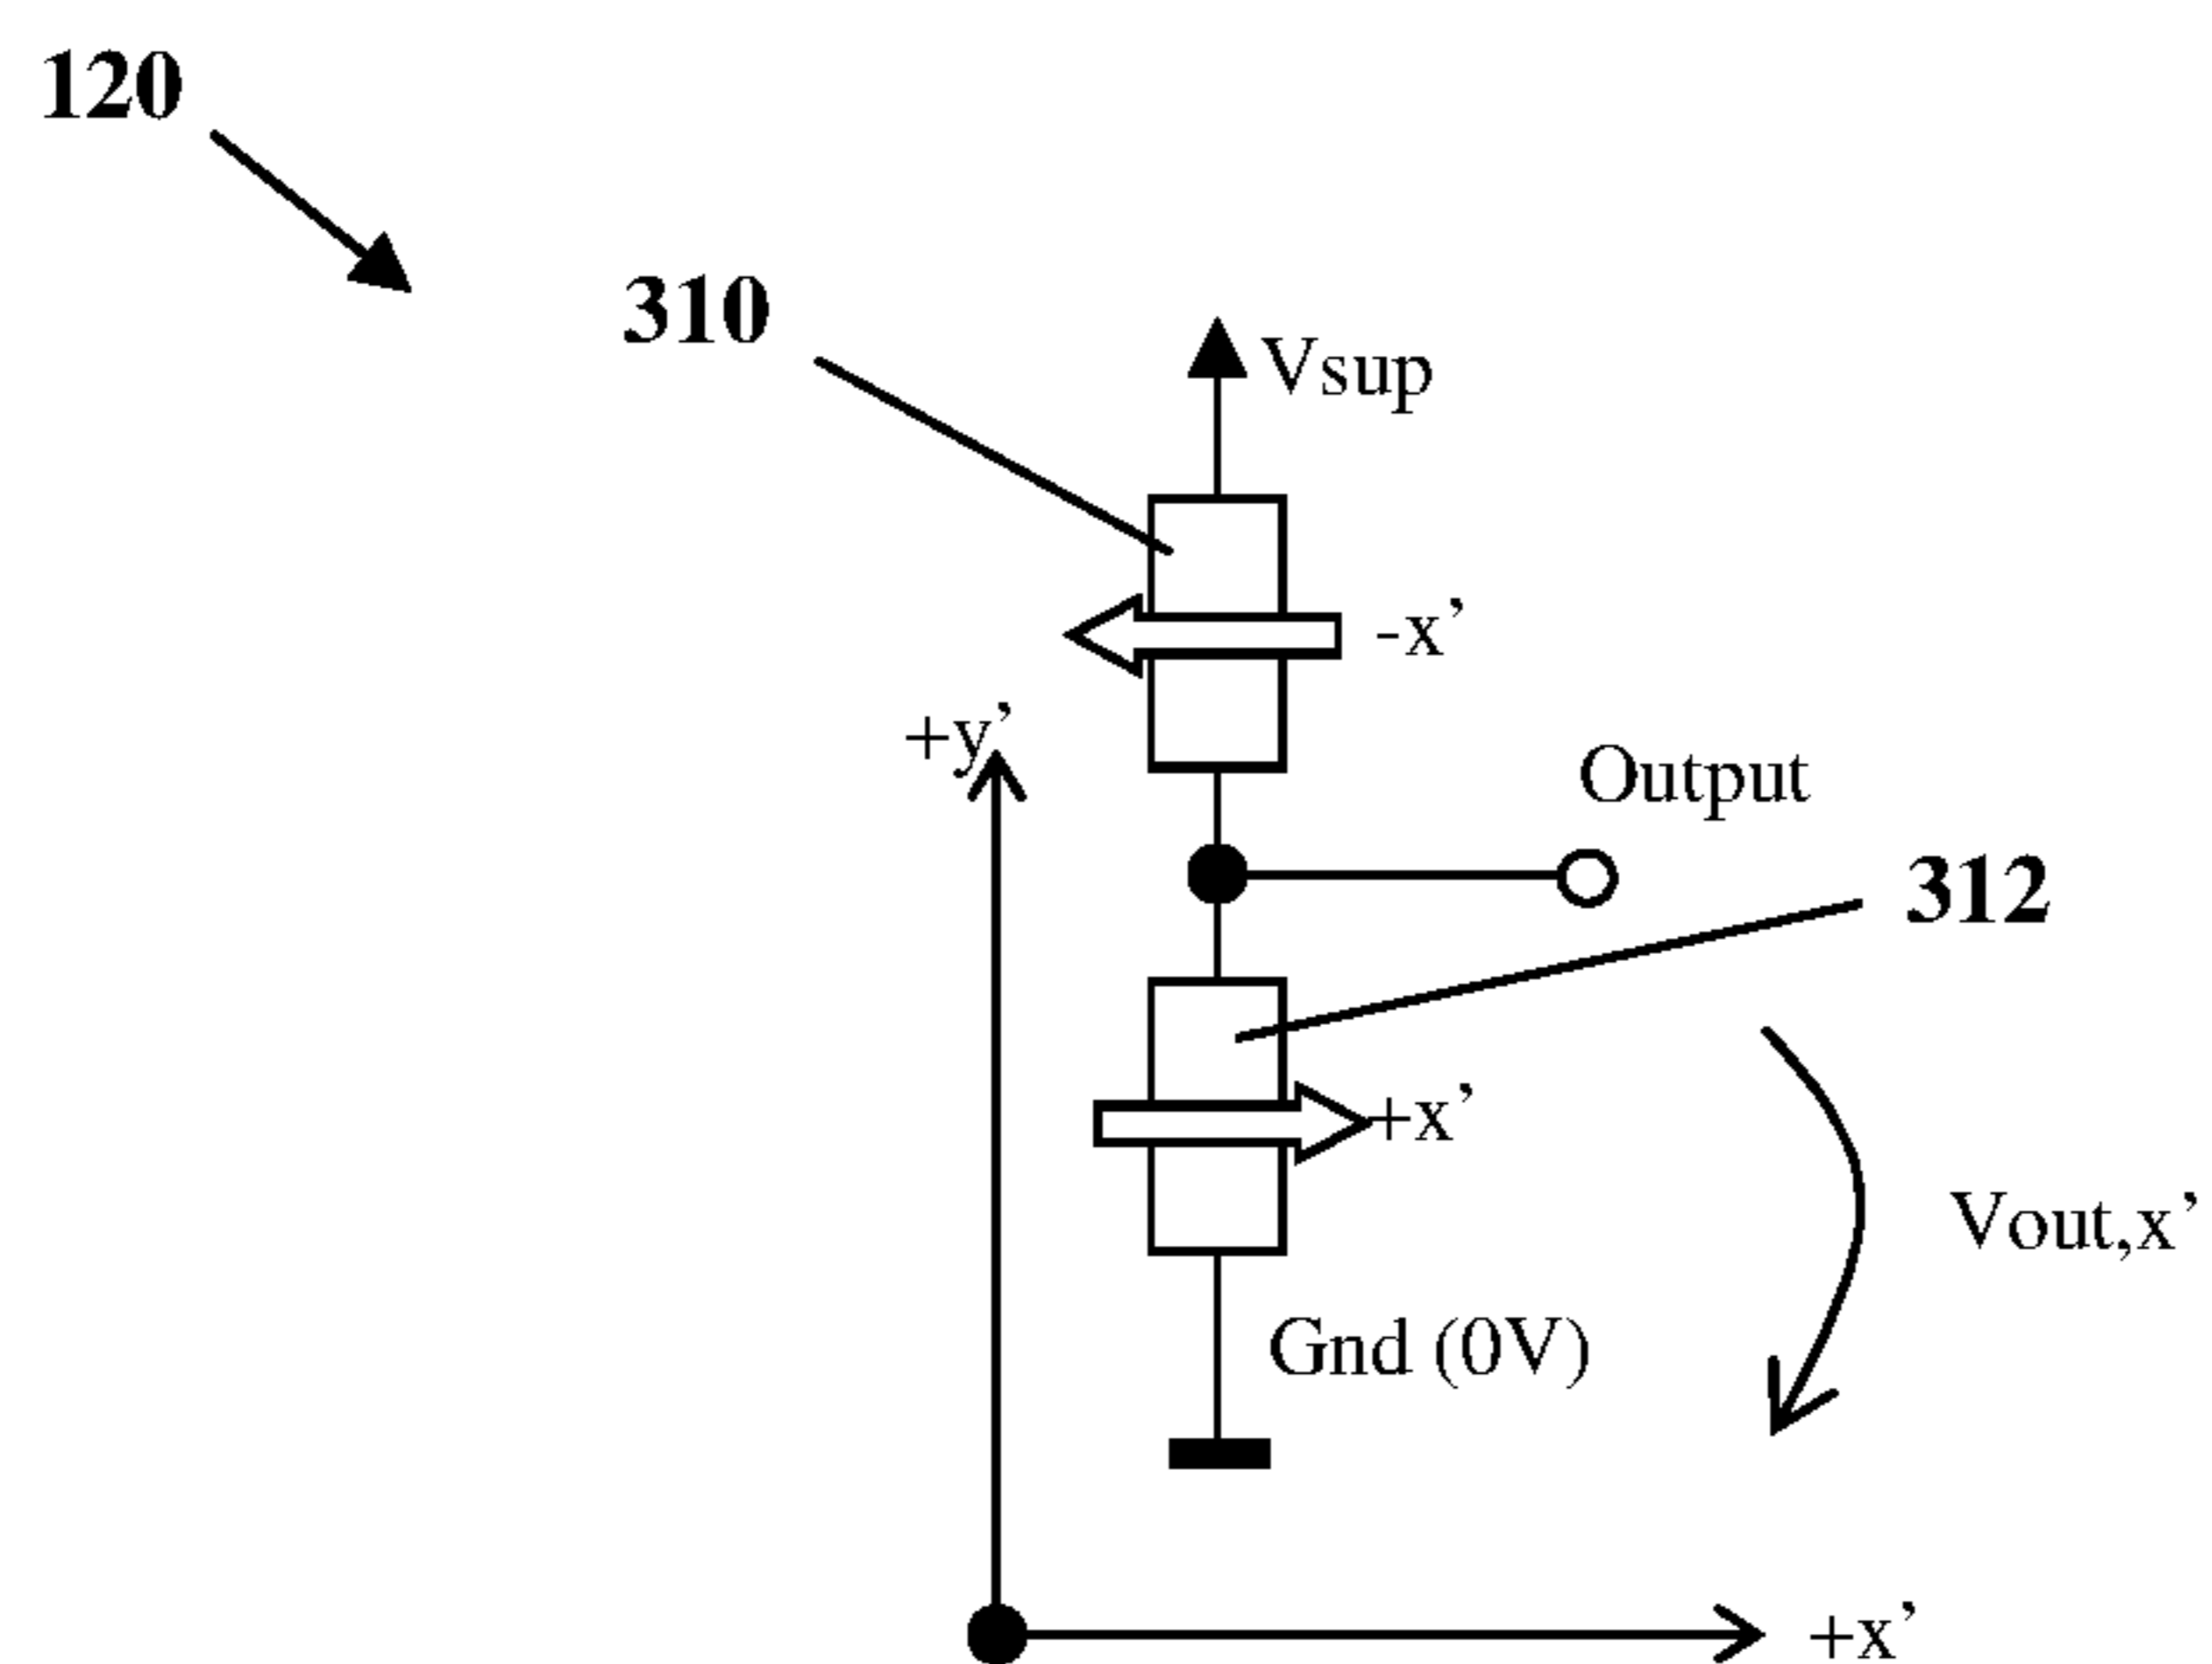 120
310
Vsup
-x’
+y’
Output
312
+x’
Vout,x’
Gnd (0V)
+x’